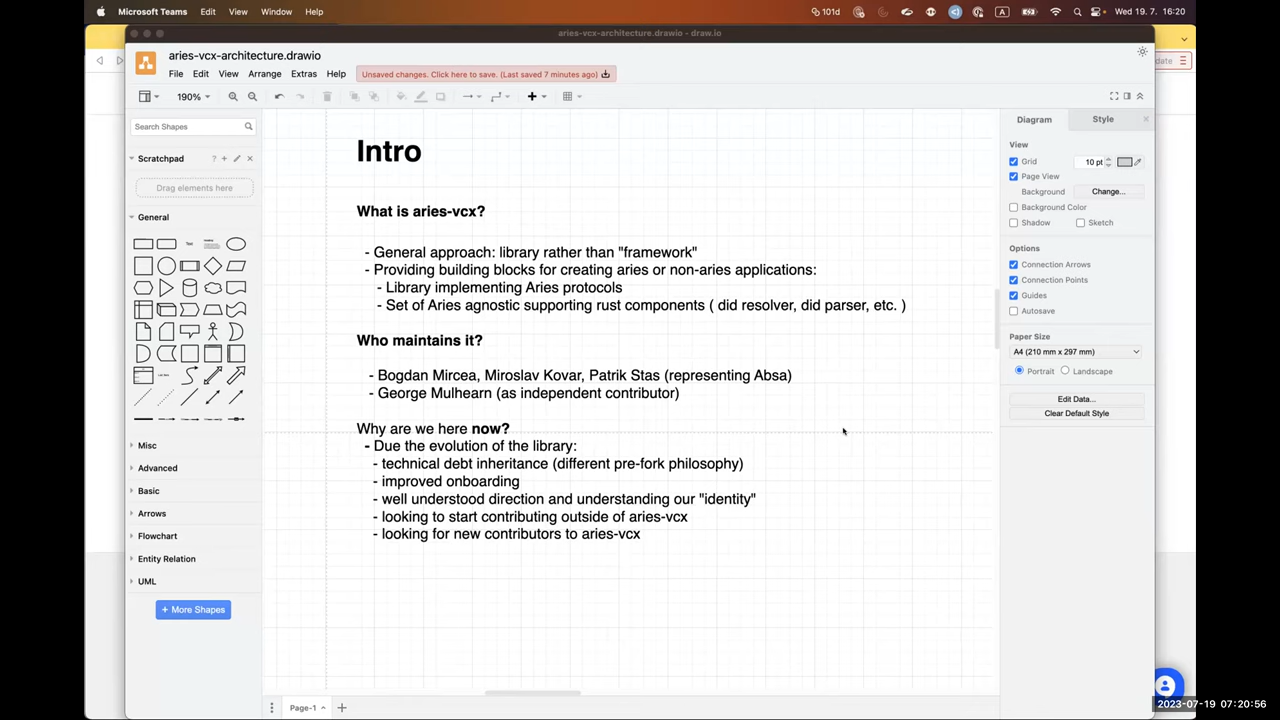 Microsoft Teams Edit View Window Help 101d A Wed 19. 7. 16:20
aries-vcx-architecture.drawio - draw.io
aries-vcx-architecture.drawio
File Edit View Arrange Extras Help Unsaved changes. Click here to save. (Last saved 7 minutes ago)
date
190%
Search Shapes
Scratchpad
Drag elements here
General
Text
Misc
Advanced
Basic
Arrows
Flowchart
Entity Relation
UML
+ More Shapes
Intro
What is aries-vcx?
- General approach: library rather than "framework"
- Providing building blocks for creating aries or non-aries applications:
- Library implementing Aries protocols
- Set of Aries agnostic supporting rust components ( did resolver, did parser, etc. )
Who maintains it?
- Bogdan Mircea, Miroslav Kovar, Patrik Stas (representing Absa)
- George Mulhearn (as independent contributor)
Why are we here now?
- Due the evolution of the library:
- technical debt inheritance (different pre-fork philosophy)
- improved onboarding
- well understood direction and understanding our "identity"
- looking to start contributing outside of aries-vcx
- looking for new contributors to aries-vcx
Diagram Style
View
Grid 10 pt
Page View
Background Change...
Background Color
Shadow Sketch
Options
Connection Arrows
Connection Points
Guides
Autosave
Paper Size
A4 (210 mm x 297 mm)
Portrait Landscape
Edit Data...
Clear Default Style
Page-1
2023-07-19 07:20:56